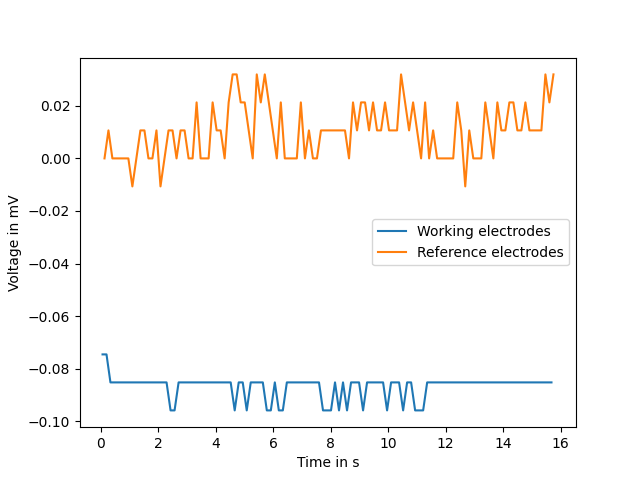 0.02
0.00
−0.02
−0.04
−0.06
−0.08
−0.10
Voltage in mV
Working electrodes
Reference electrodes
0 2 4 6 8 10 12 14 16
Time in s